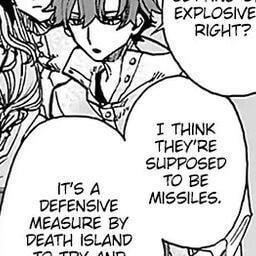 EXPLOSIVE
RIGHT?
I THINK
THEY'RE
SUPPOSED
TO BE
MISSILES.
IT'S A
DEFENSIVE
MEASURE BY
DEATH ISLAND
TO TRY AND